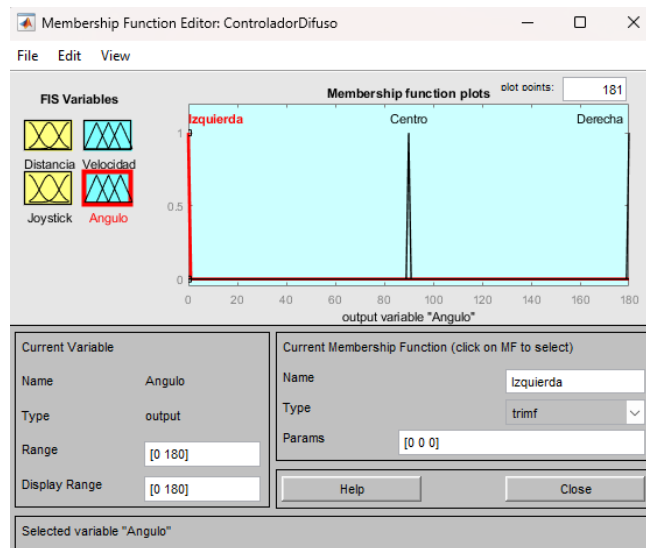 Membership Function Editor: ControladorDifuso
File Edit View
FIS Variables
Distancia Velocidad
Joystick Angulo
Membership function plots plot points: 181
Izquierda Centro Derecha
1
0.5
0
0 20 40 60 80 100 120 140 160 180
output variable "Angulo"
Current Variable
Name Angulo
Type output
Range [0 180]
Display Range [0 180]
Current Membership Function (click on MF to select)
Name Izquierda
Type trimf
Params [0 0 0]
Help Close
Selected variable "Angulo"